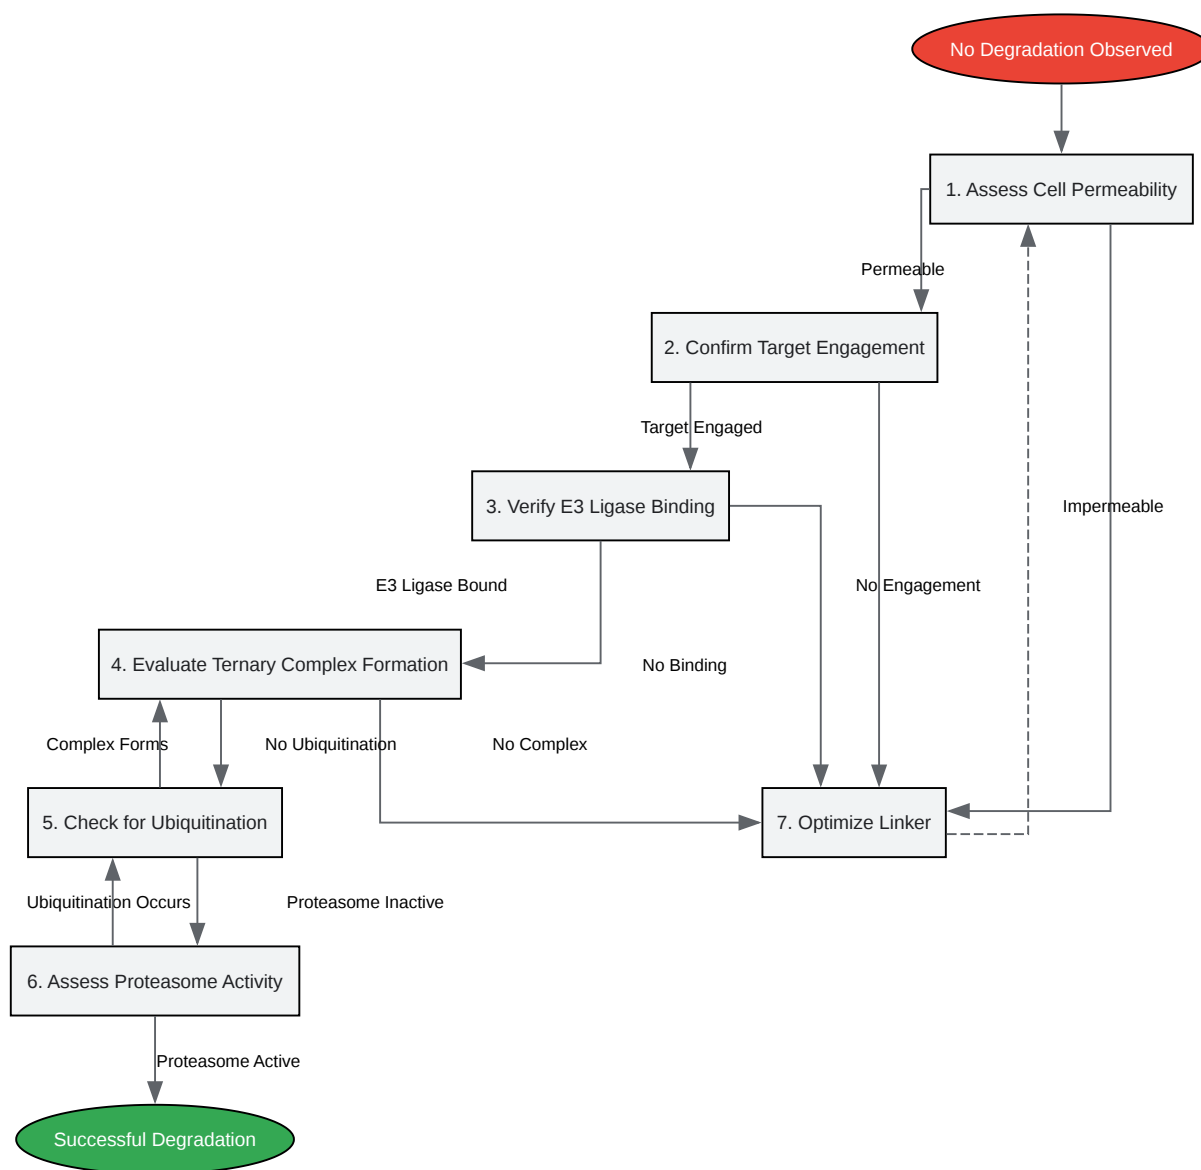 No Degradation Observed
1. Assess Cell Permeability
Permeable
2. Confirm Target Engagement
Target Engaged
3. Verify E3 Ligase Binding
Impermeable
E3 Ligase Bound
No Engagement
4. Evaluate Ternary Complex Formation
No Binding
Complex Forms
No Ubiquitination
No Complex
5. Check for Ubiquitination
7. Optimize Linker
Ubiquitination Occurs
Proteasome Inactive
6. Assess Proteasome Activity
Proteasome Active
Successful Degradation